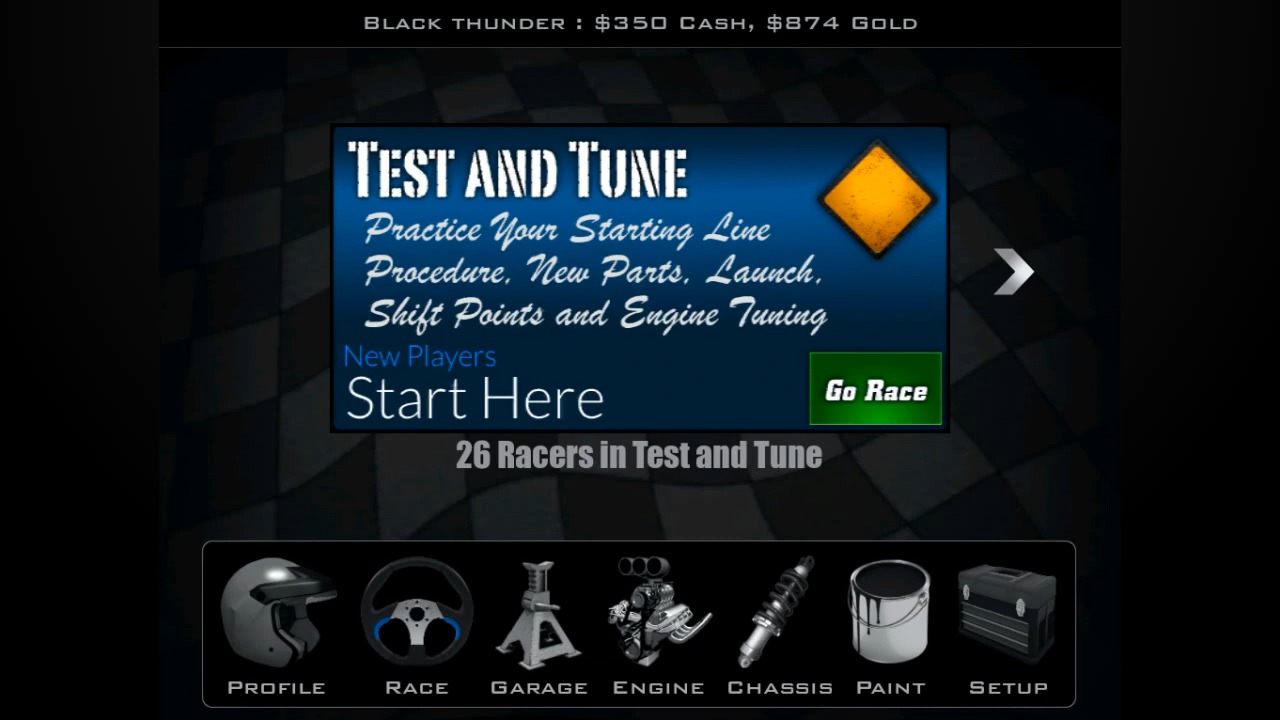 Black thunder : $350 Cash, $874 Gold
Test and Tune
Practice Your Starting Line
Procedure, New Parts, Launch,
Shift Points and Engine Tuning
New Players
Start Here
Go Race
26 Racers in Test and Tune
Profile Race Garage Engine Chassis Paint Setup